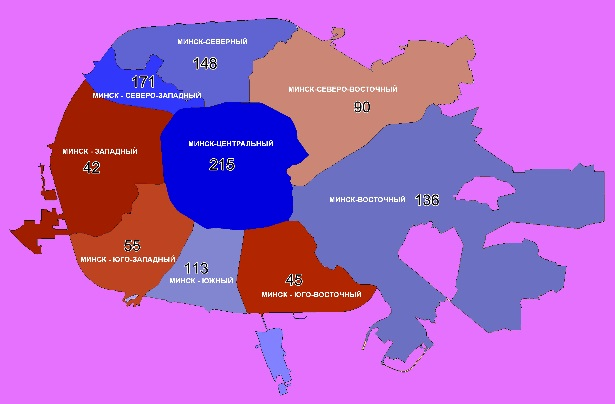 МИНСК-СЕВЕРНЫЙ
148
171
МИНСК - СЕВЕРО-ЗАПАДНЫЙ
МИНСК-СЕВЕРО-ВОСТОЧНЫЙ
90
МИНСК-ЦЕНТРАЛЬНЫЙ
215
МИНСК - ЗАПАДНЫЙ
42
МИНСК-ВОСТОЧНЫЙ 136
55
МИНСК - ЮГО-ЗАПАДНЫЙ
113
МИНСК - ЮЖНЫЙ
45
МИНСК - ЮГО-ВОСТОЧНЫЙ